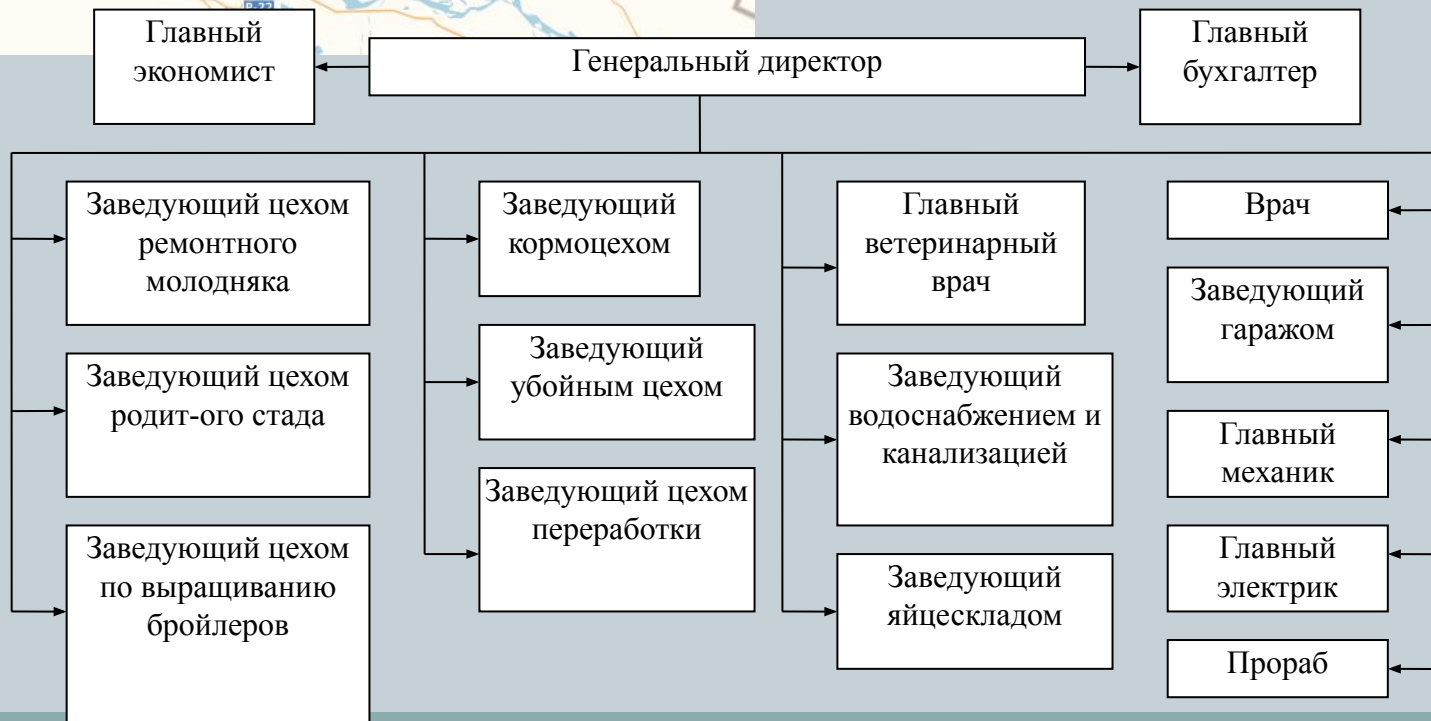 Р-22
Главный
экономист
Генеральный директор
Главный
бухгалтер
Заведующий цехом
ремонтного
молодняка
Заведующий цехом
родит-ого стада
Заведующий цехом
по выращиванию
бройлеров
Заведующий
кормоцехом
Заведующий
убойным цехом
Заведующий цехом
переработки
Главный
ветеринарный
врач
Заведующий
водоснабжением и
канализацией
Заведующий
яйцескладом
Врач
Заведующий
гаражом
Главный
механик
Главный
электрик
Прораб